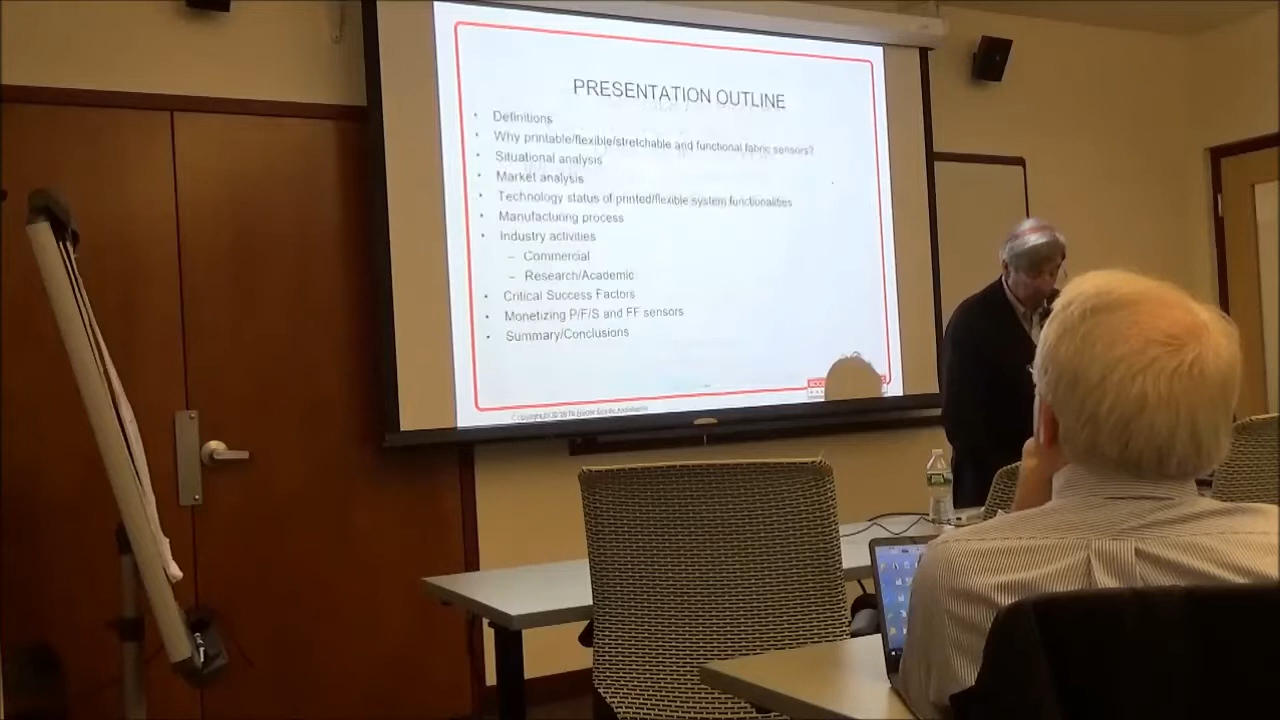 PRESENTATION OUTLINE
• Definitions
• Why printable/flexible/stretchable and functional fabric sensors?
• Situational analysis
• Market analysis
• Technology status of printed/flexible system functionalities
• Manufacturing process
• Industry activities
– Commercial
– Research/Academic
• Critical Success Factors
• Monetizing P/F/S and FF sensors
• Summary/Conclusions